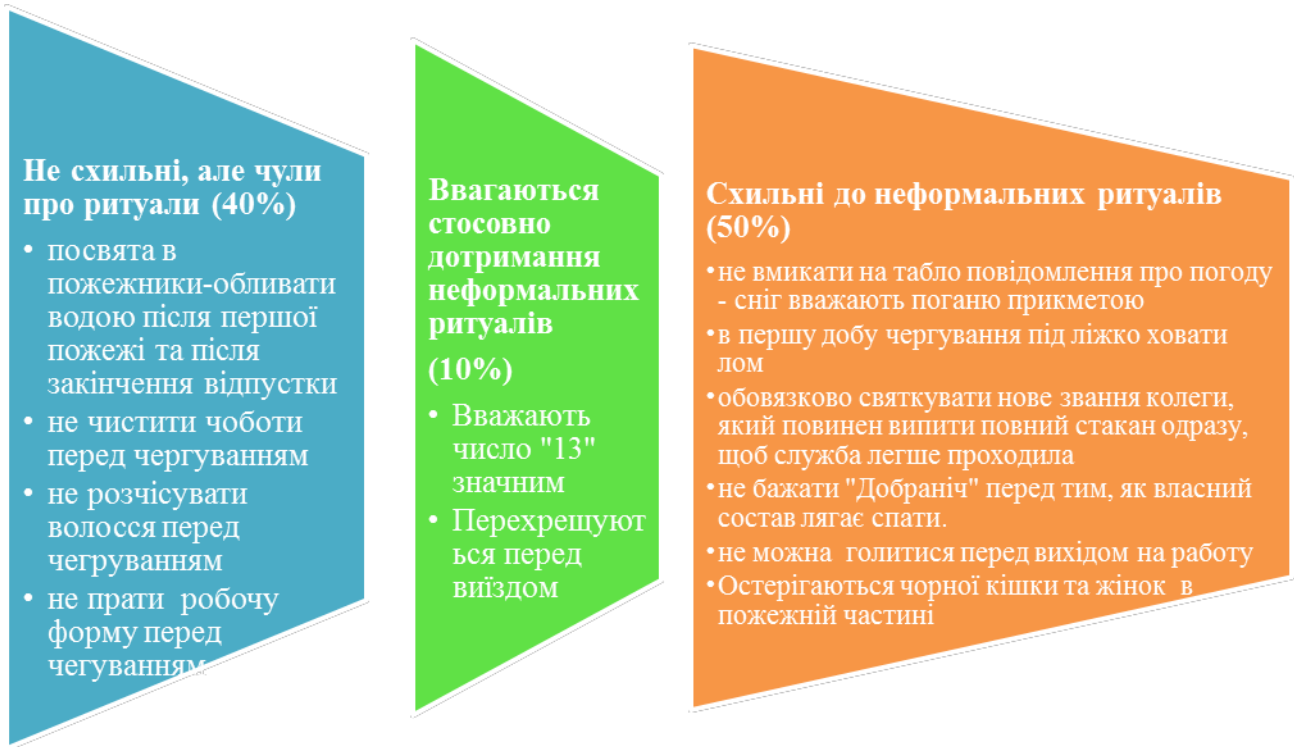 Не схильні, але чули
про ритуали (40%)
• посвята в
пожежники-обливати
водою після першої
пожежі та після
закінчення відпустки
• не чистити чоботи
перед чергуванням
• не розчісувати
волосся перед
чегруванням
• не прати робочу
форму перед
чегуванням
Ввагаються
стосовно
дотримання
неформальних
ритуалів
(10%)
• Вважають
число "13"
значним
• Перехрещуют
ься перед
виїздом
Схильні до неформальних ритуалів
(50%)
•не вмикати на табло повідомлення про погоду
- сніг вважають поганю прикметою
•в першу добу чергування під ліжко ховати
лом
•обовязково святкувати нове звання колеги,
який повинен випити повний стакан одразу,
щоб служба легше проходила
•не бажати "Добраніч" перед тим, як власний
состав лягає спати.
•не можна голитися перед вихідом на работу
•Остерігаються чорної кішки та жінок в
пожежній частині